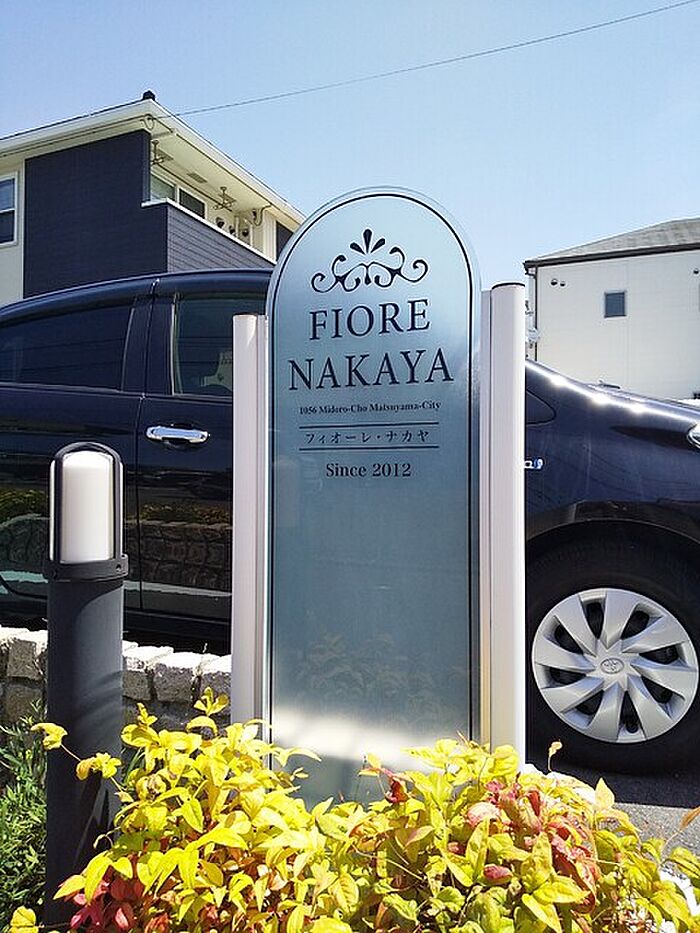 FIORE
NAKAYA
1056 Midoro-Cho Matsuyama-City
フィオーレ・ナカヤ
Since 2012